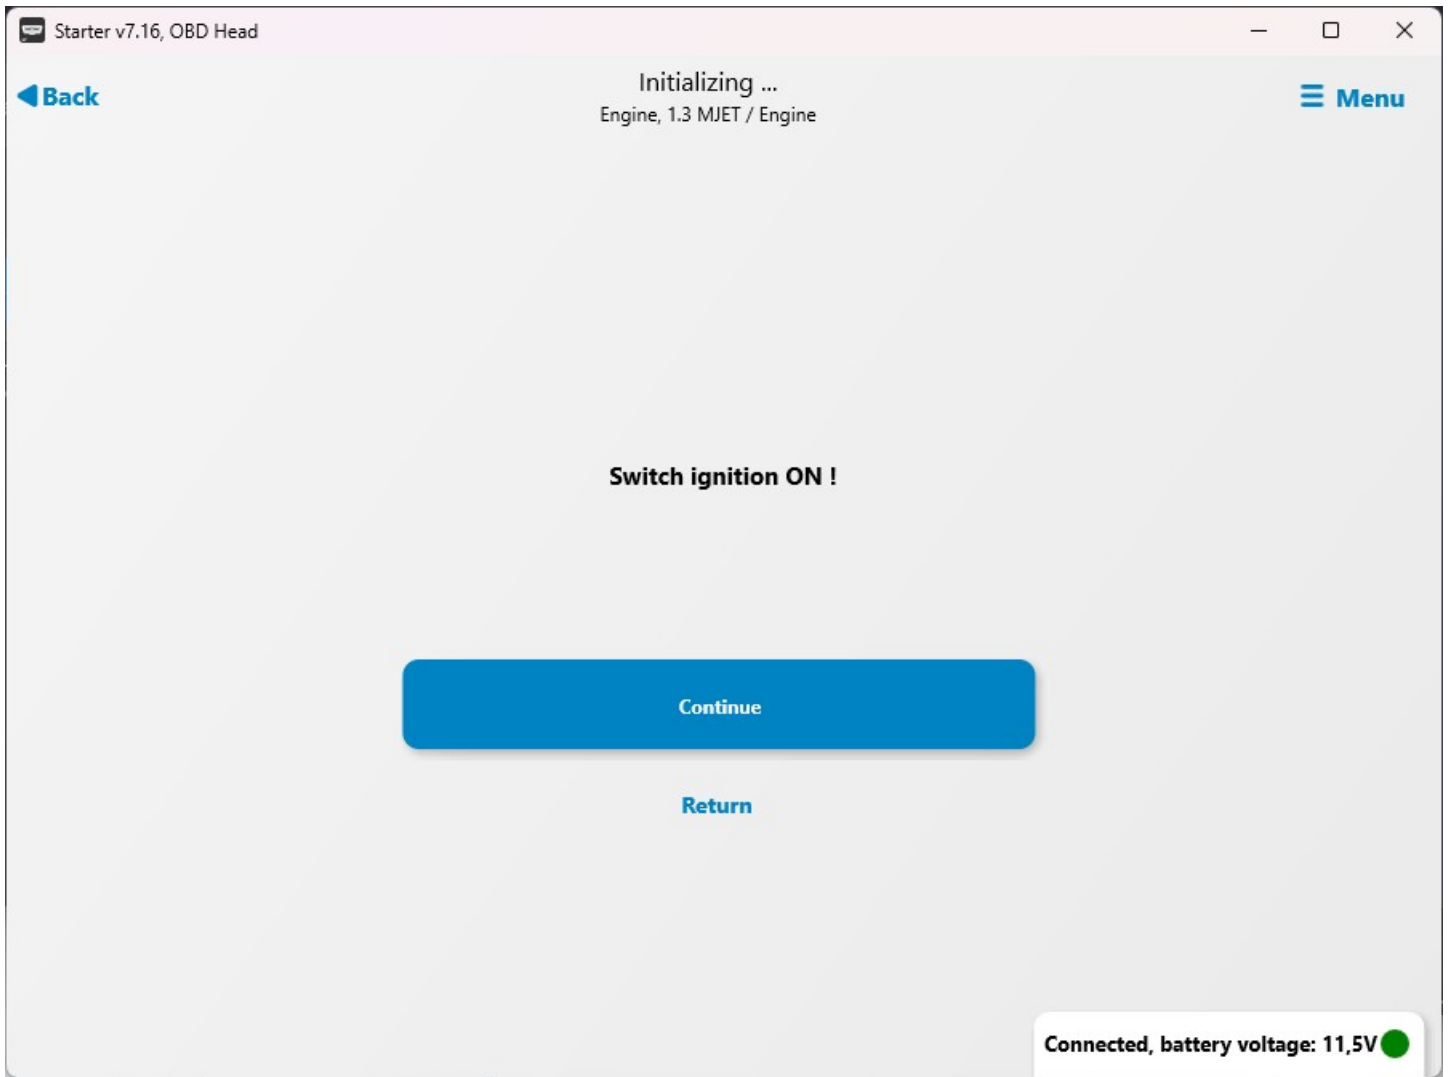 Starter v7.16, OBD Head
Back
Initializing ...
Engine, 1.3 MJET / Engine
Menu
Switch ignition ON !
Continue
Return
Connected, battery voltage: 11,5V